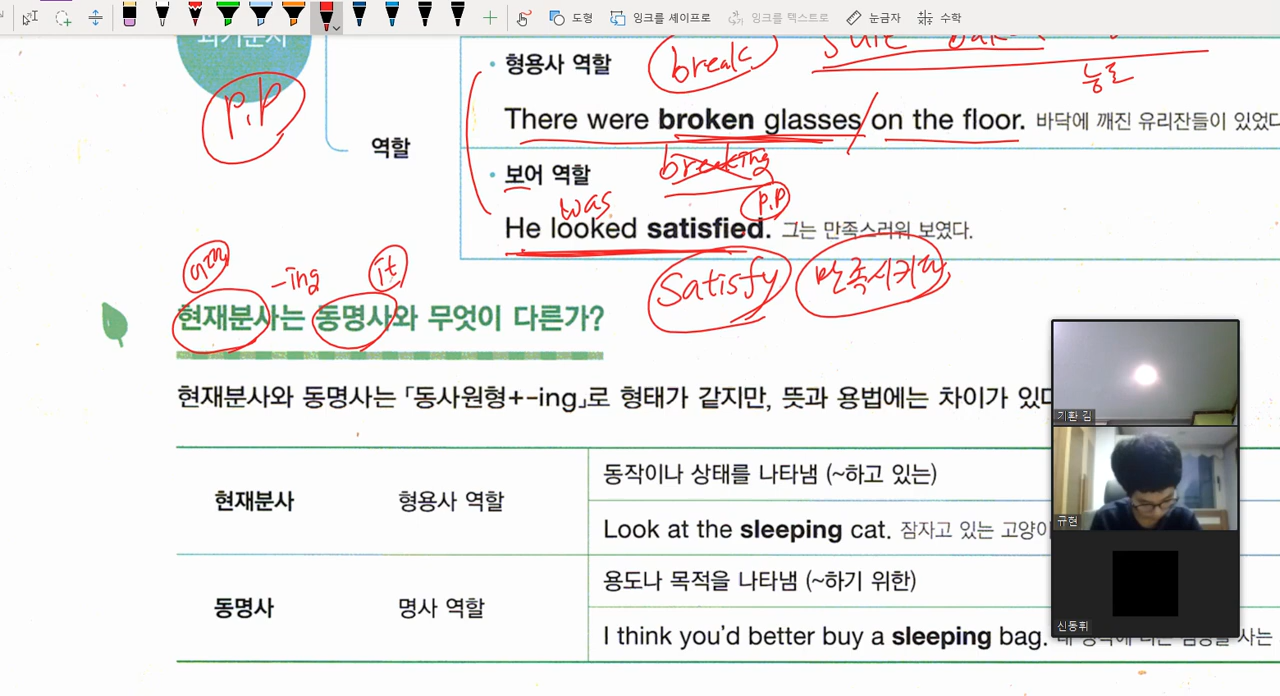 도형 잉크를 셰이프로 잉크를 텍스트로 눈금자 수학
과거분사
P.P
역할
• 형용사 역할
break
능로
There were broken glasses on the floor. 바닥에 깨진 유리잔들이 있었다
• 보어 역할
breaking
was
P.P
He looked satisfied. 그는 만족스러워 보였다.
satisfy
만족시키다
-ing
it
현재분사는 동명사와 무엇이 다른가?
현재분사와 동명사는 「동사원형+-ing」로 형태가 같지만, 뜻과 용법에는 차이가 있다
현재분사 형용사 역할
동작이나 상태를 나타냄 (~하고 있는)
Look at the sleeping cat. 잠자고 있는 고양이
동명사 명사 역할
용도나 목적을 나타냄 (~하기 위한)
I think you'd better buy a sleeping bag.
기환 김
규현
신동휘